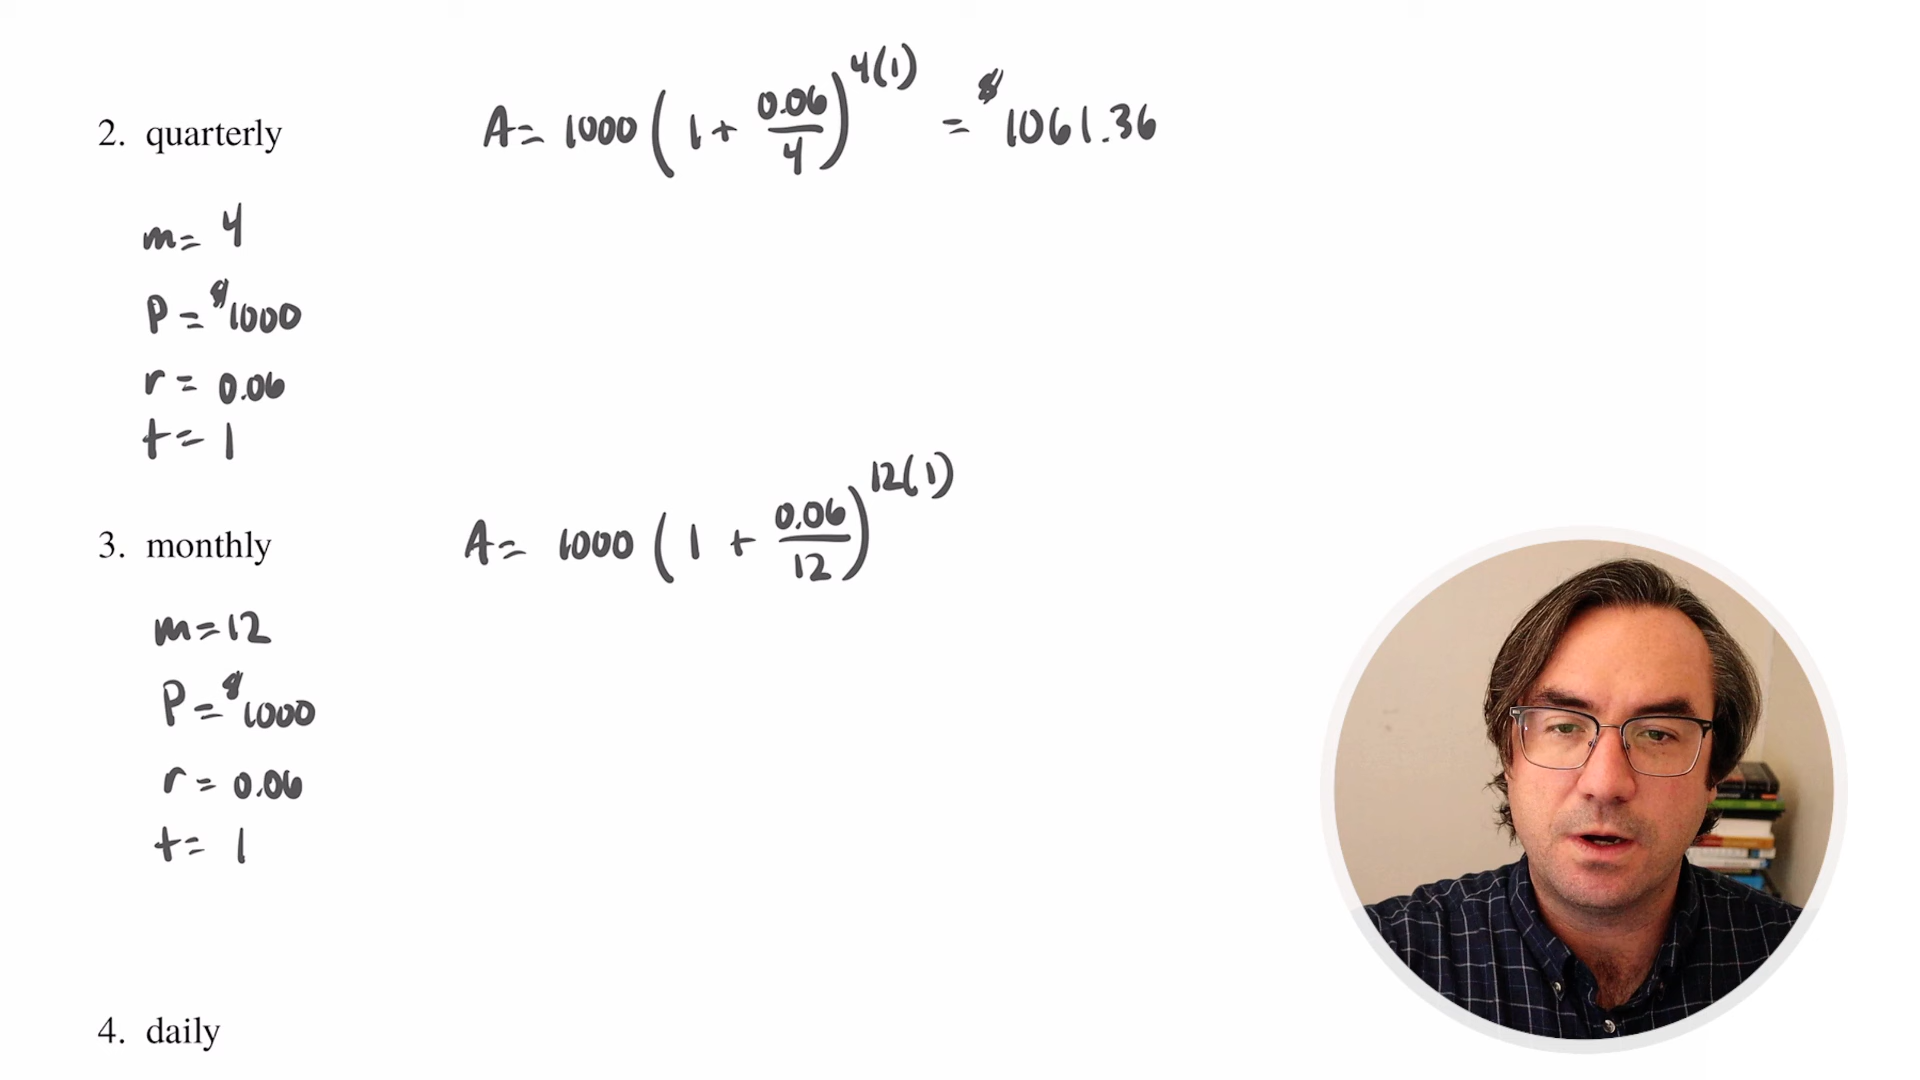 2. quarterly A = 1000 ( 1 + 0.06/4 )^4(1) = $1061.36
m = 4
P = $1000
r = 0.06
t = 1
3. monthly A = 1000 ( 1 + 0.06/12 )^12(1)
m = 12
P = $1000
r = 0.06
t = 1
4. daily